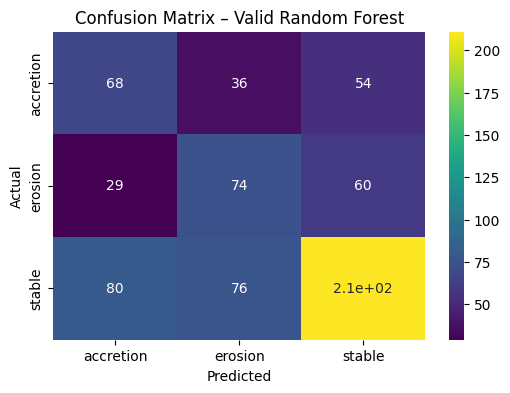 Confusion Matrix – Valid Random Forest
Actual
accretion
erosion
stable
68 36 54
29 74 60
80 76 2.1e+02
accretion erosion stable
Predicted
200
175
150
125
100
75
50